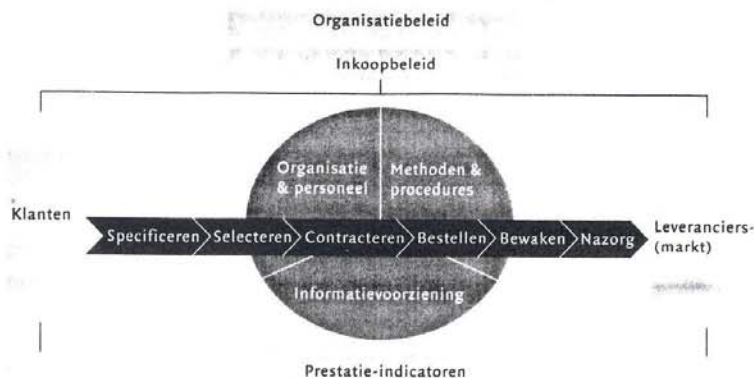 Organisatiebeleid
Inkoopbeleid
Organisatie
& personeel
Methoden &
procedures
Klanten
Specificeren
Selecteren
Contracteren
Bestellen
Bewaken
Nazorg
Leveranciers-
(markt)
Informatievoorziening
Prestatie-indicatoren